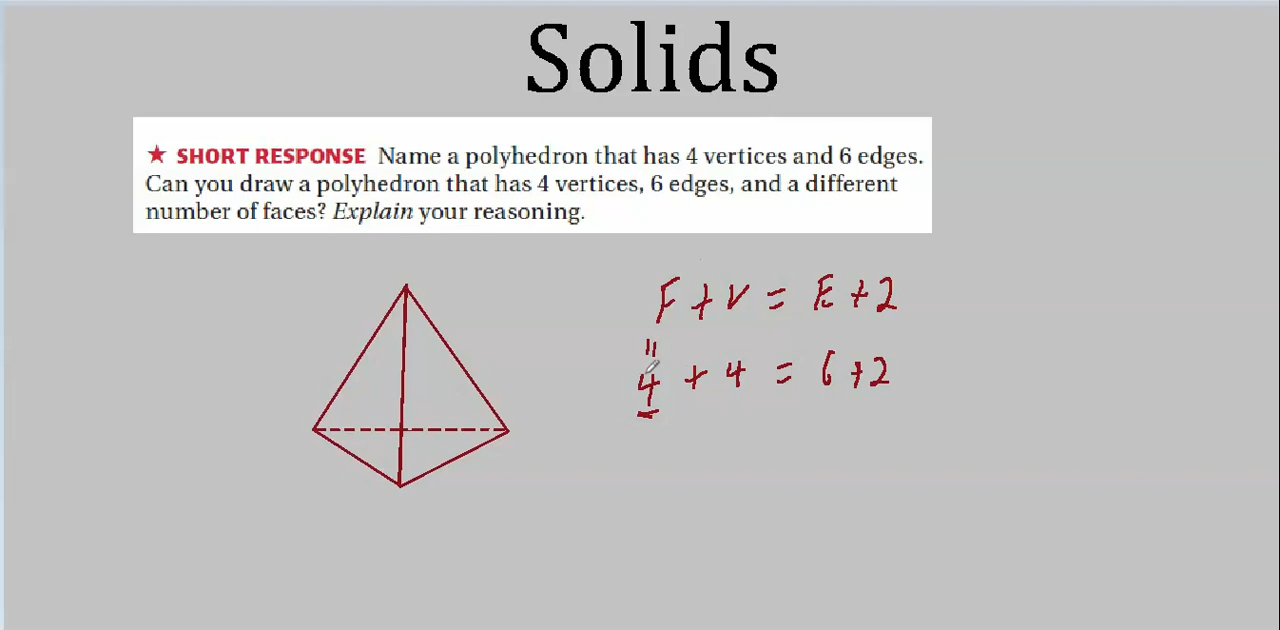 Solids
★ SHORT RESPONSE Name a polyhedron that has 4 vertices and 6 edges.
Can you draw a polyhedron that has 4 vertices, 6 edges, and a different
number of faces? Explain your reasoning.
F + V = E + 2
"
4 + 4 = 6 + 2